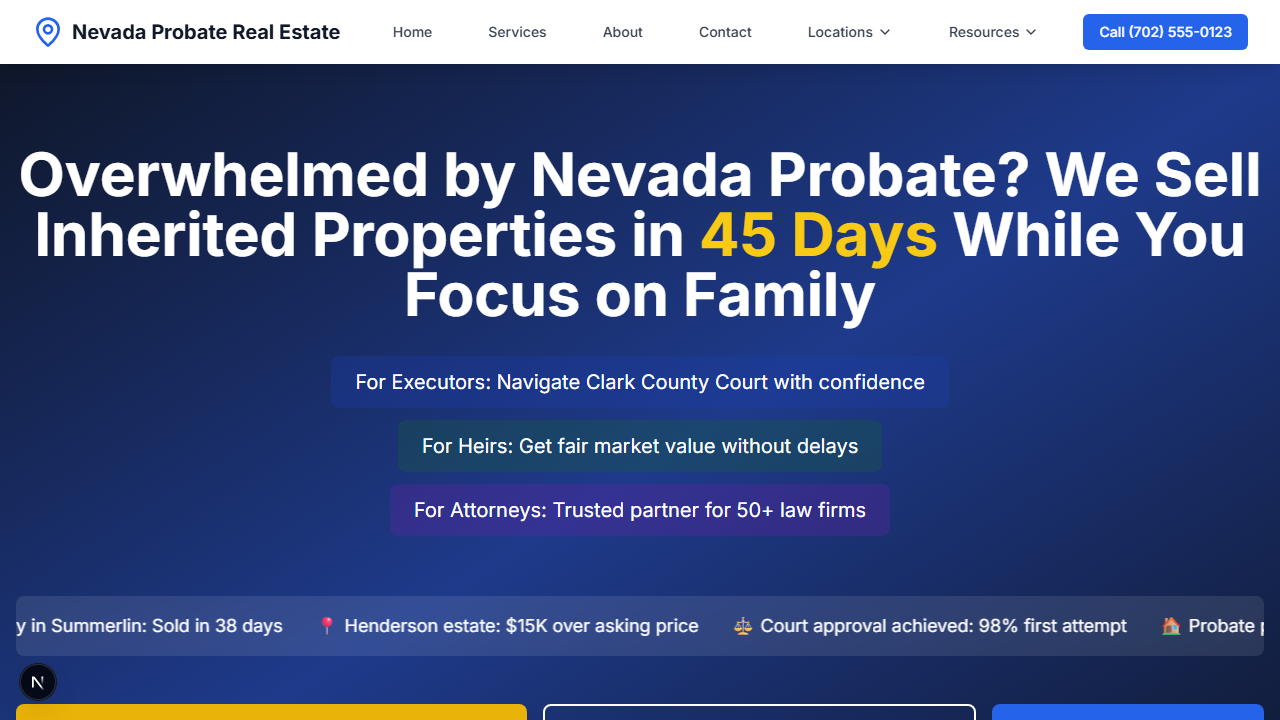 Nevada Probate Real Estate
Home
Services
About
Contact
Locations
Resources
Call (702) 555-0123
Overwhelmed by Nevada Probate? We Sell
Inherited Properties in 45 Days While You
Focus on Family
For Executors: Navigate Clark County Court with confidence
For Heirs: Get fair market value without delays
For Attorneys: Trusted partner for 50+ law firms
y in Summerlin: Sold in 38 days
Henderson estate: $15K over asking price
Court approval achieved: 98% first attempt
Probate
N